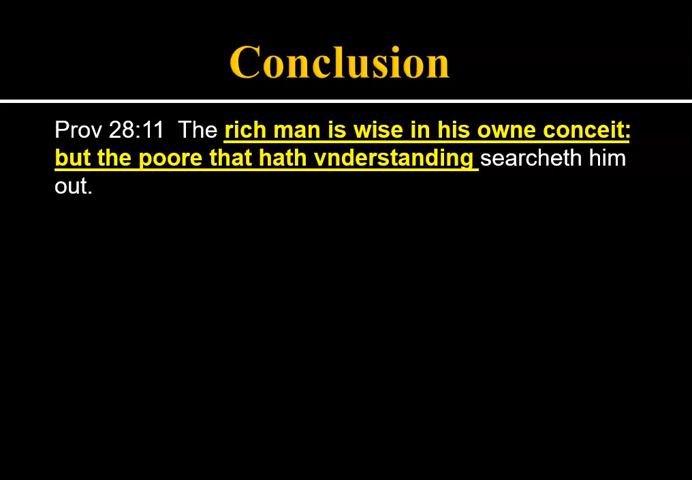 Conclusion
Prov 28:11  The rich man is wise in his owne conceit:
but the poore that hath vnderstanding searcheth him
out.